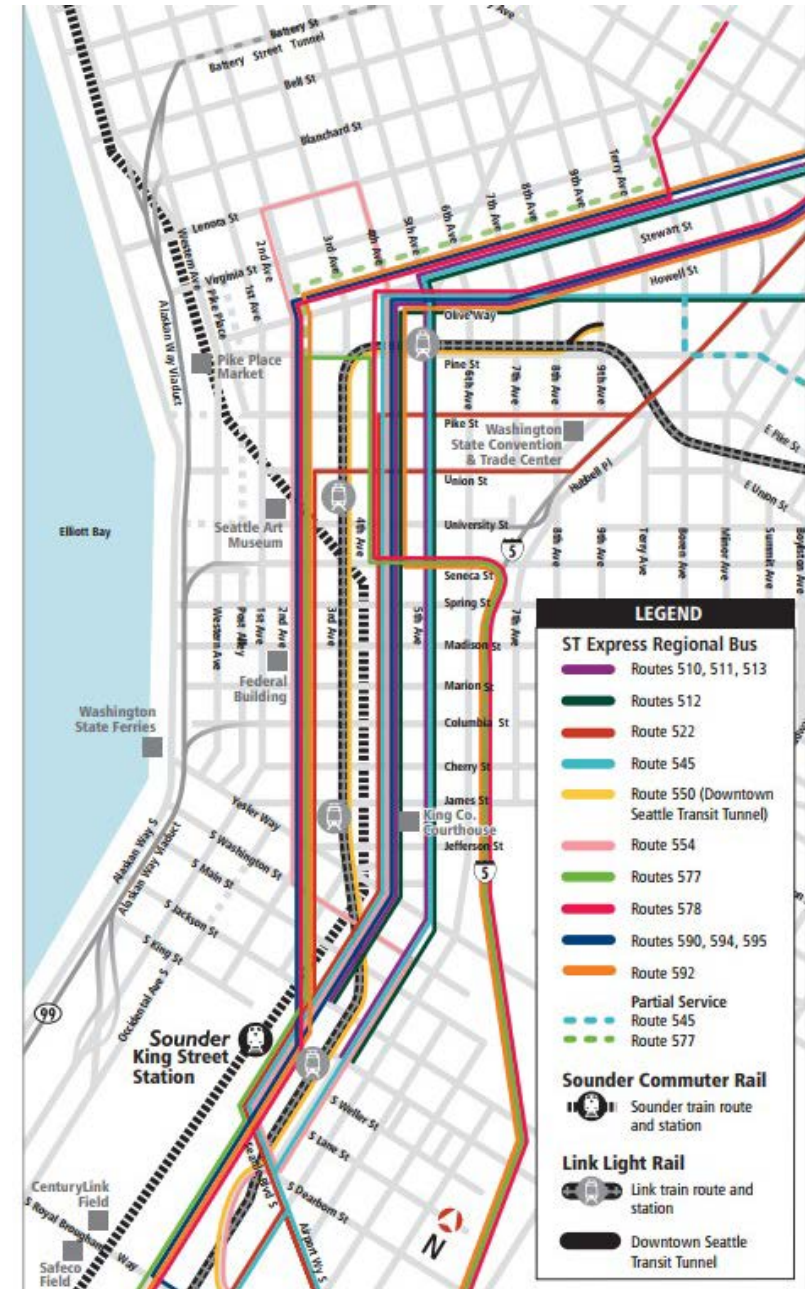 Battery St
Battery Street Tunnel
Ave
Bell St
Blanchard St
Lenora St
Virginia St
Western Ave
Pike Place
2nd Ave
1st Ave
3rd Ave
4th Ave
5th Ave
6th Ave
7th Ave
8th Ave
9th Ave
Terry Ave
Stewart St
Howell St
Olive Way
Alaskan Way Viaduct
Pike Place
Market
Pine St
6th Ave
7th Ave
8th Ave
9th Ave
Pike St
Washington
State Convention
& Trade Center
E Pike St
Union St
Hubbell Pl
E Union St
Elliott Bay
Seattle Art
Museum
4th Ave
University St
5
8th Ave
9th Ave
Terry Ave
Boren Ave
Minor Ave
Summit Ave
Boylston Ave
Seneca St
Spring St
Western Ave
Post Alley
1st Ave
2nd Ave
3rd Ave
5th Ave
7th Ave
Madison St
Federal
Building
Marion St
Washington
State Ferries
Columbia St
Cherry St
James St
King Co.
Courthouse
Jefferson St
5
Yesler Way
Alaskan Way S
Alaskan Way Viaduct
S Washington St
S Main St
S Jackson St
S King St
Occidental Ave S
99
Sounder
King Street
Station
S Weller St
S Lane St
S Dearborn St
Seattle Blvd S
Airport Wy S
CenturyLink
Field
S Royal Brougham Way
Safeco
Field
N
LEGEND
ST Express Regional Bus
Routes 510, 511, 513
Routes 512
Route 522
Route 545
Route 550 (Downtown
Seattle Transit Tunnel)
Route 554
Routes 577
Routes 578
Routes 590, 594, 595
Route 592
Partial Service
Route 545
Route 577
Sounder Commuter Rail
Sounder train route
and station
Link Light Rail
Link train route and
station
Downtown Seattle
Transit Tunnel